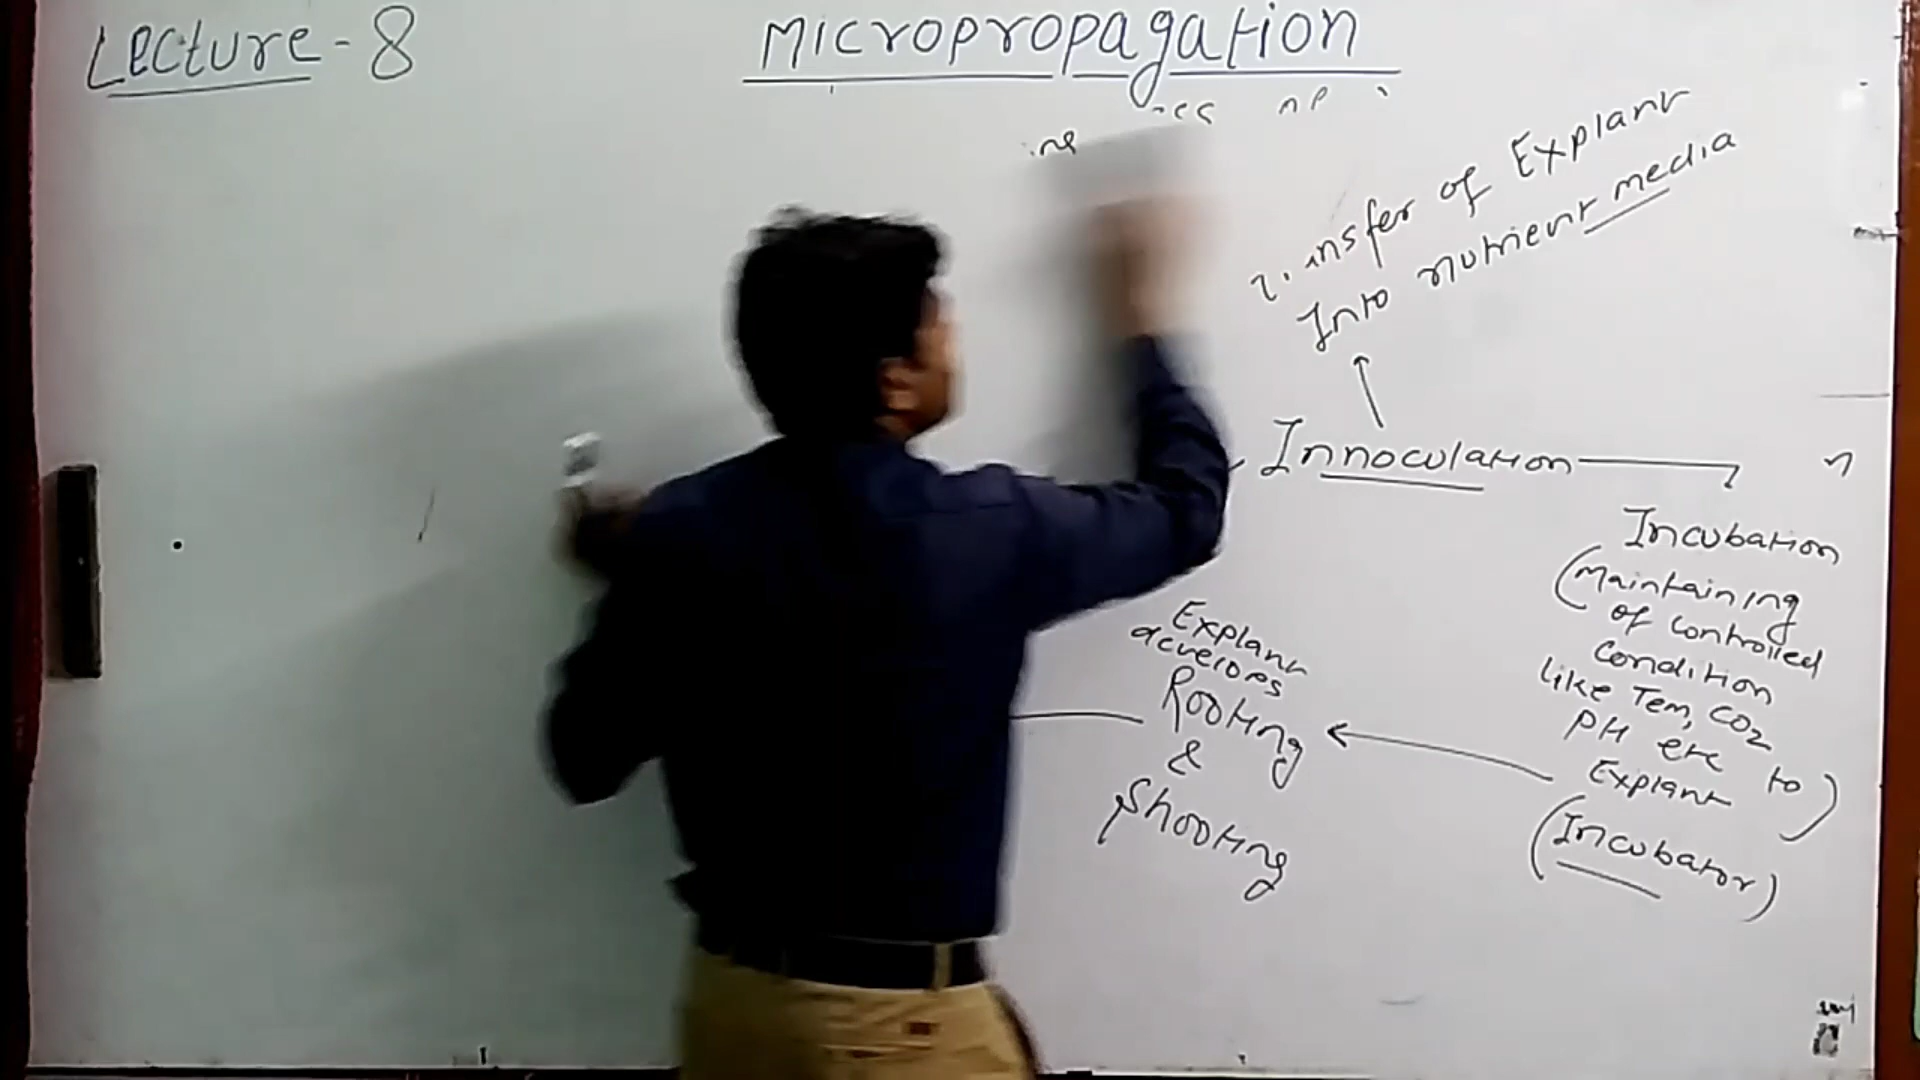 Lecture - 8
Micropropagation
of Explant
Into nutrient media
Innoculation
Incubation
(Maintaining
of controlled
condition
like Tem, CO2
PH etc to
Explant)
(Incubator)
Explant
develops
Rooting
&
Shooting